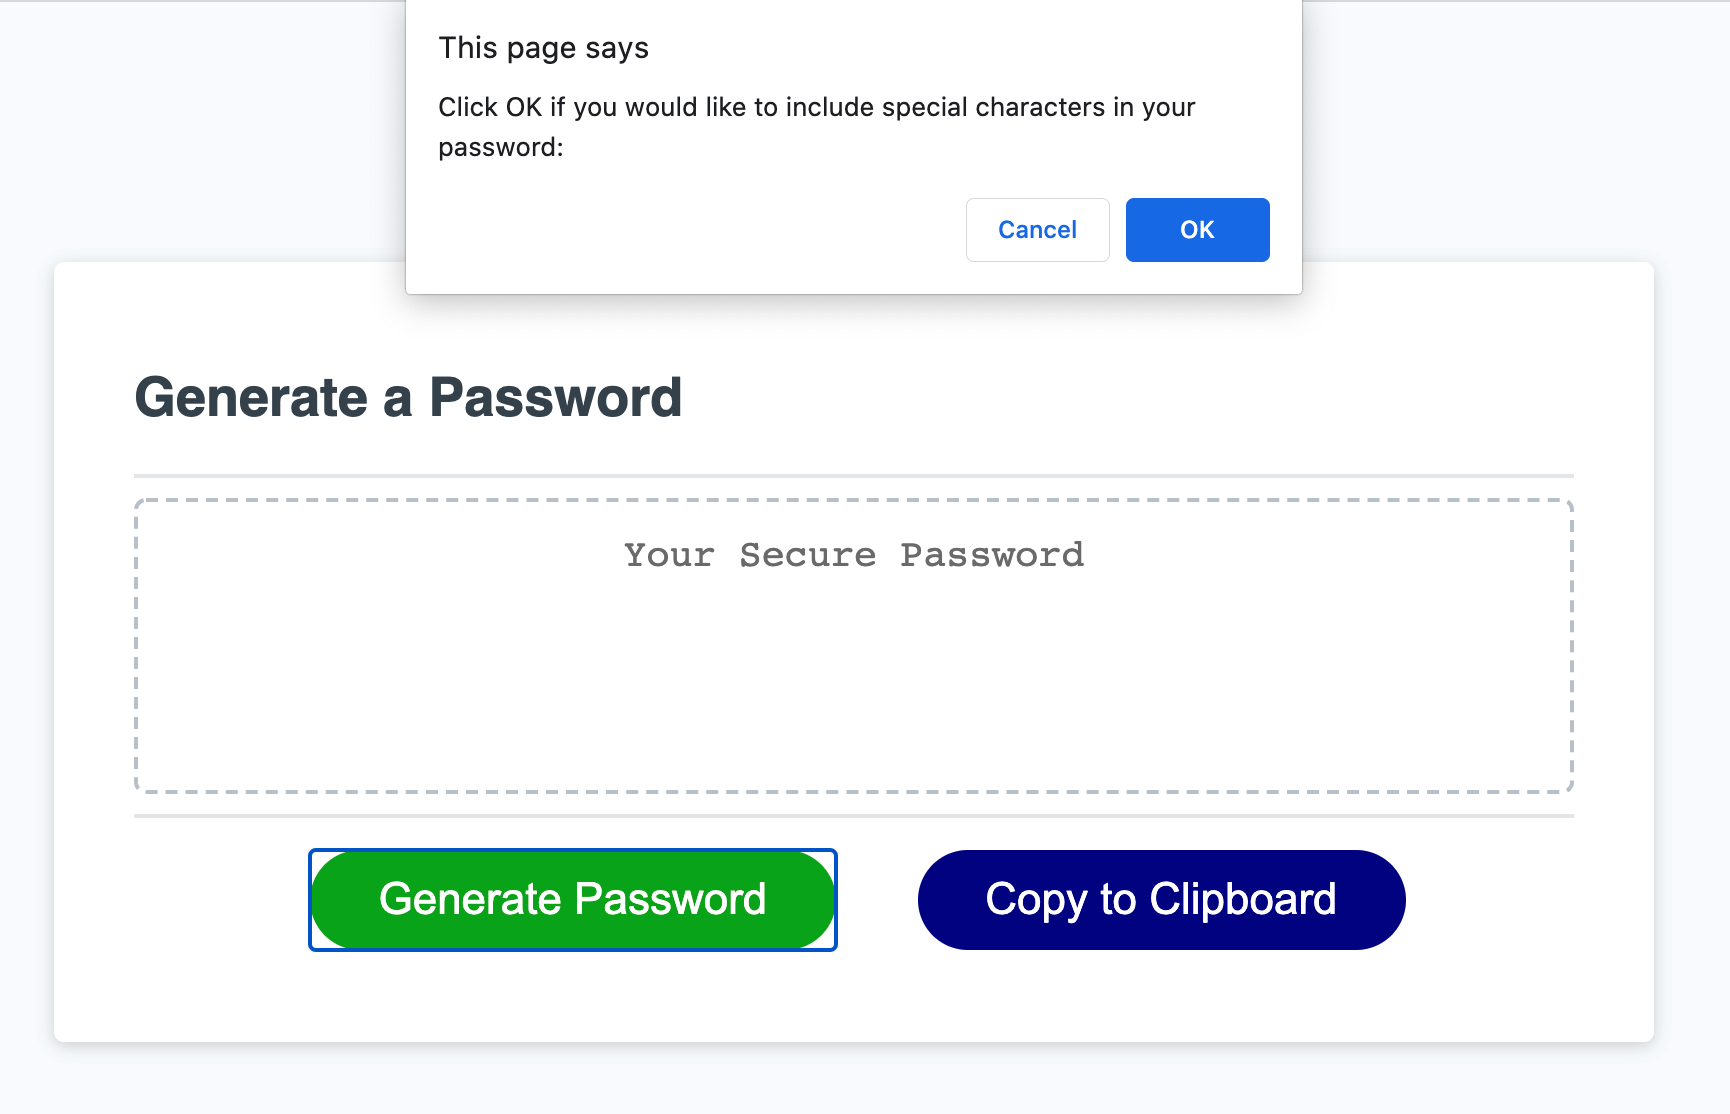 This page says
Click OK if you would like to include special characters in your
password:
Cancel
OK
Generate a Password
Your Secure Password
Generate Password
Copy to Clipboard